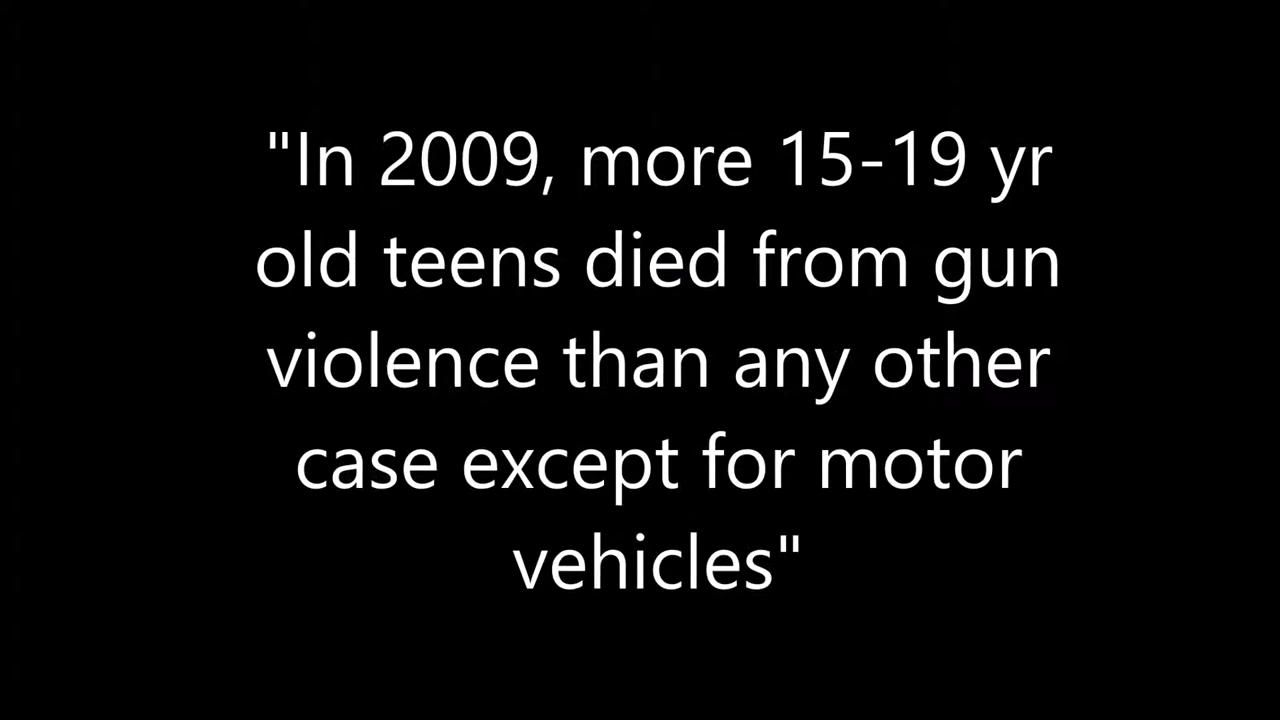 "In 2009, more 15-19 yr
old teens died from gun
violence than any other
case except for motor
vehicles"